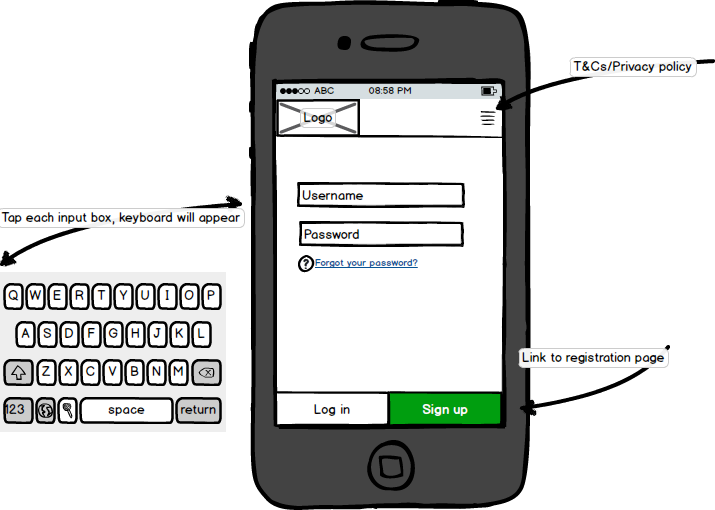 T&Cs/Privacy policy
ABC 08:58 PM
Logo
Username
Tap each input box, keyboard will appear
Password
? Forgot your password?
Q W E R T Y U I O P
A S D F G H J K L
Z X C V B N M
123 space return
Link to registration page
Log in Sign up